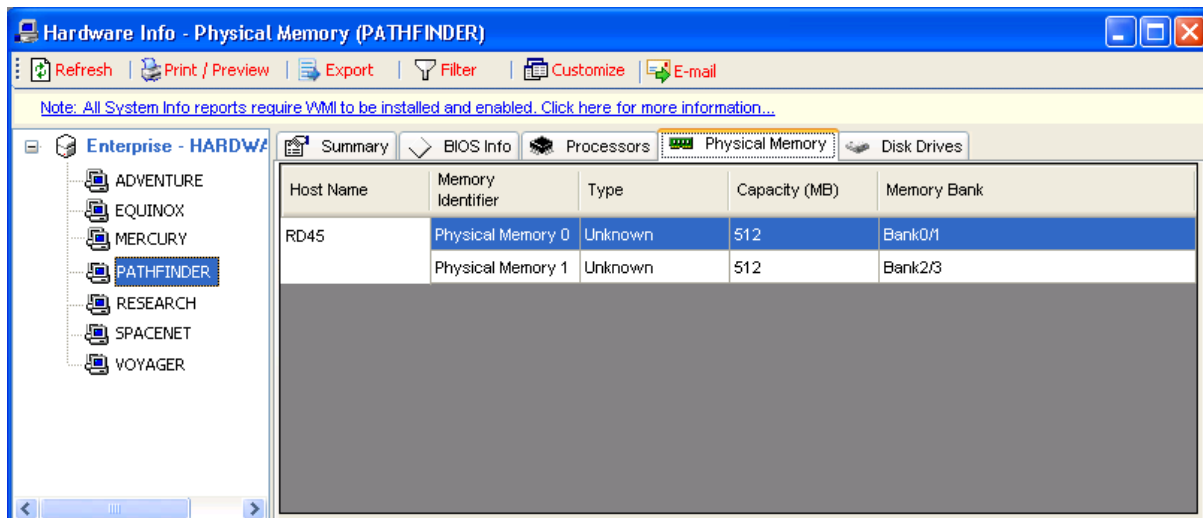 Hardware Info - Physical Memory (PATHFINDER)
Refresh Print / Preview Export Filter Customize E-mail
Note: All System Info reports require WMI to be installed and enabled. Click here for more information...
Enterprise - HARDWA
ADVENTURE
EQUINOX
MERCURY
PATHFINDER
RESEARCH
SPACENET
VOYAGER
Summary BIOS Info Processors Physical Memory Disk Drives
Host Name Memory Identifier Type Capacity (MB) Memory Bank
RD45 Physical Memory 0 Unknown 512 Bank0/1
Physical Memory 1 Unknown 512 Bank2/3